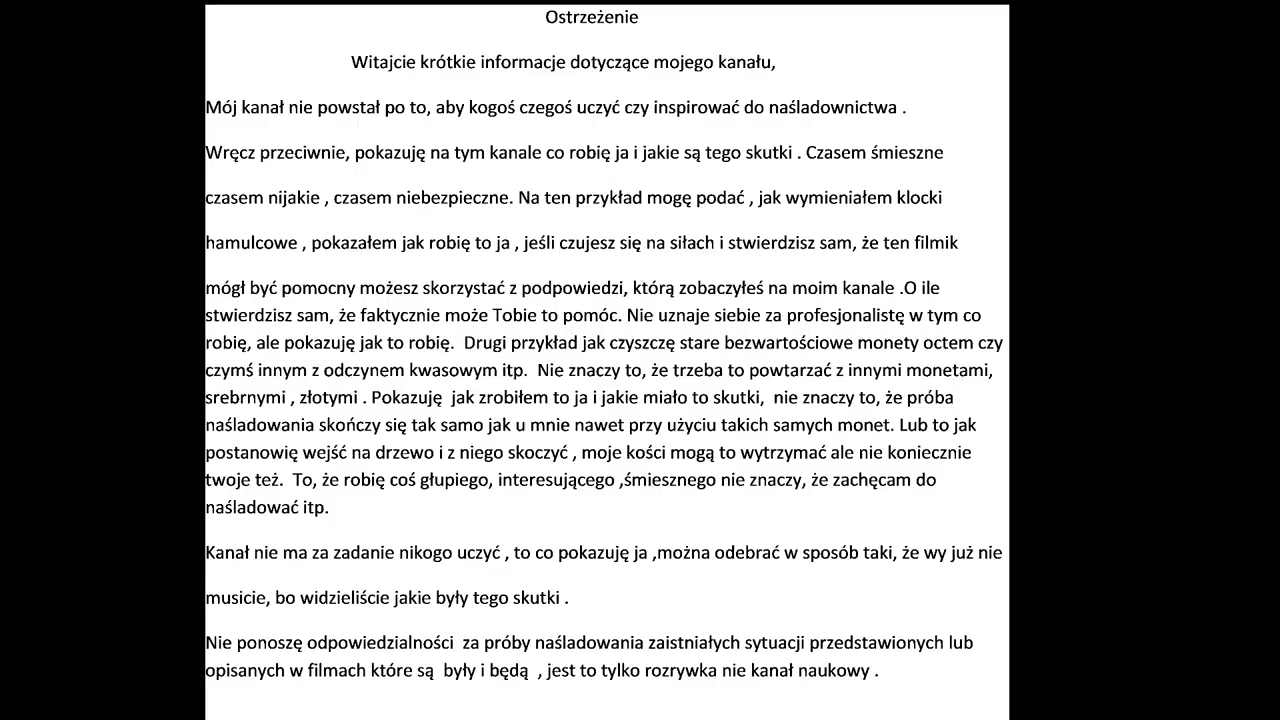 Ostrzeżenie
Witajcie krótkie informacje dotyczące mojego kanału,
Mój kanał nie powstał po to, aby kogoś czegoś uczyć czy inspirować do naśladownictwa .
Wręcz przeciwnie, pokazuję na tym kanale co robię ja i jakie są tego skutki . Czasem śmieszne
czasem nijakie , czasem niebezpieczne. Na ten przykład mogę podać , jak wymieniałem klocki
hamulcowe , pokazałem jak robię to ja , jeśli czujesz się na siłach i stwierdzisz sam, że ten filmik
mógł być pomocny możesz skorzystać z podpowiedzi, którą zobaczyłeś na moim kanale .O ile
stwierdzisz sam, że faktycznie może Tobie to pomóc. Nie uznaje siebie za profesjonalistę w tym co
robię, ale pokazuję jak to robię.  Drugi przykład jak czyszczę stare bezwartościowe monety octem czy
czymś innym z odczynem kwasowym itp.  Nie znaczy to, że trzeba to powtarzać z innymi monetami,
srebrnymi , złotymi . Pokazuję  jak zrobiłem to ja i jakie miało to skutki,  nie znaczy to, że próba
naśladowania skończy się tak samo jak u mnie nawet przy użyciu takich samych monet. Lub to jak
postanowię wejść na drzewo i z niego skoczyć , moje kości mogą to wytrzymać ale nie koniecznie
twoje też.  To, że robię coś głupiego, interesującego ,śmiesznego nie znaczy, że zachęcam do
naśladować itp.
Kanał nie ma za zadanie nikogo uczyć , to co pokazuję ja ,można odebrać w sposób taki, że wy już nie
musicie, bo widzieliście jakie były tego skutki .
Nie ponoszę odpowiedzialności  za próby naśladowania zaistniałych sytuacji przedstawionych lub
opisanych w filmach które są  były i będą  , jest to tylko rozrywka nie kanał naukowy .